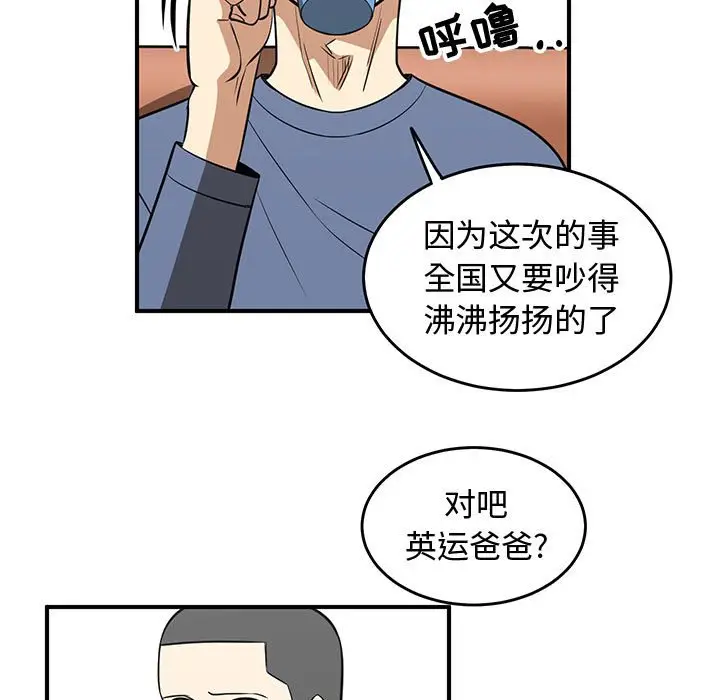 呼噜..
因为这次的事
全国又要吵得
沸沸扬扬的了
对吧
英运爸爸?